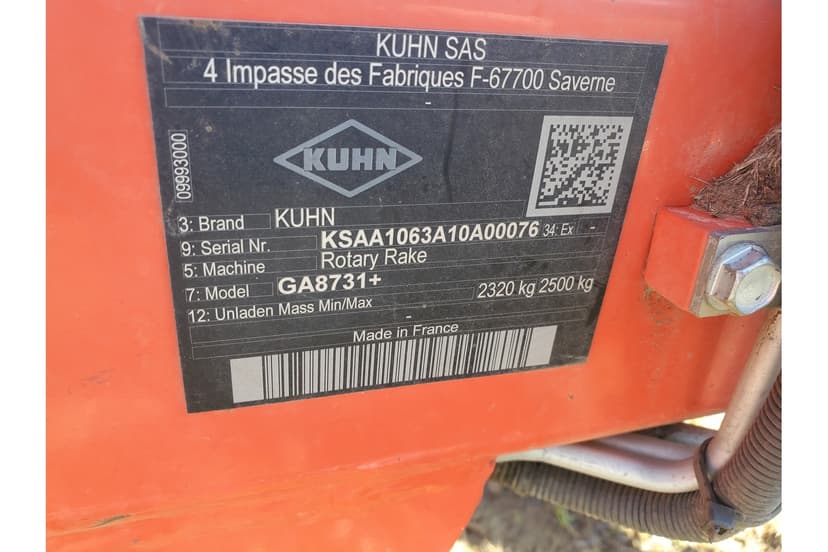 KUHN SAS
4 Impasse des Fabriques F-67700 Saverne
-
09993000
KUHN
3: Brand KUHN
9: Serial Nr. KSAA1063A10A00076 34: Ex -
5: Machine Rotary Rake
7: Model GA8731+
12: Unladen Mass Min/Max 2320 kg 2500 kg
-
Made in France